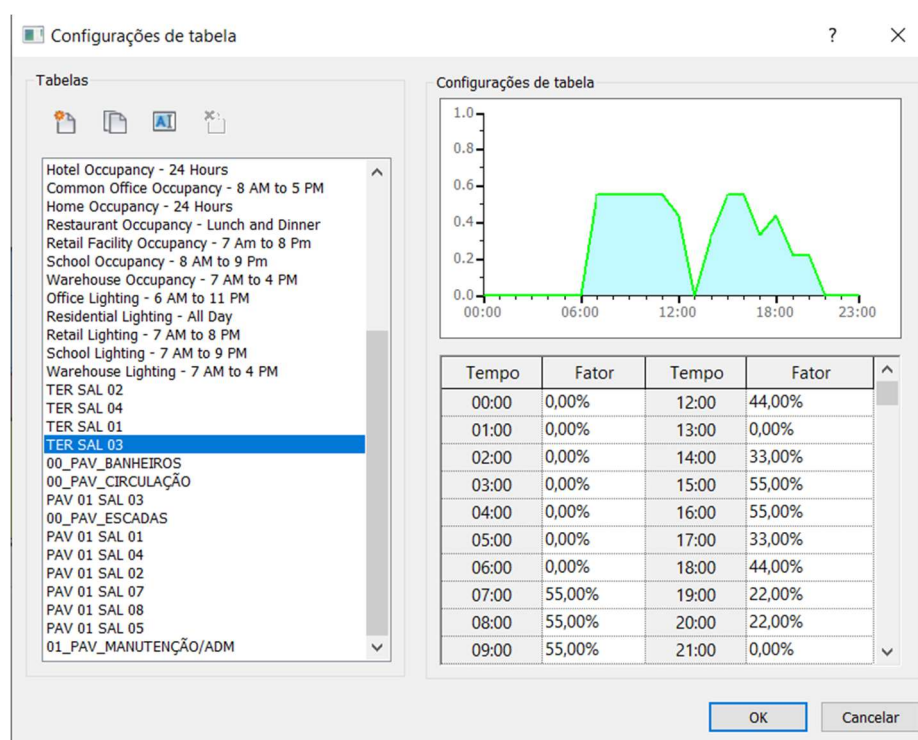 Configurações de tabela
?
Tabelas
Hotel Occupancy - 24 Hours
Common Office Occupancy - 8 AM to 5 PM
Home Occupancy - 24 Hours
Restaurant Occupancy - Lunch and Dinner
Retail Facility Occupancy - 7 Am to 8 Pm
School Occupancy - 8 AM to 9 Pm
Warehouse Occupancy - 7 AM to 4 PM
Office Lighting - 6 AM to 11 PM
Residential Lighting - All Day
Retail Lighting - 7 AM to 8 PM
School Lighting - 7 AM to 9 PM
Warehouse Lighting - 7 AM to 4 PM
TER SAL 02
TER SAL 04
TER SAL 01
TER SAL 03
00_PAV_BANHEIROS
00_PAV_CIRCULAÇÃO
PAV 01 SAL 03
00_PAV_ESCADAS
PAV 01 SAL 01
PAV 01 SAL 04
PAV 01 SAL 02
PAV 01 SAL 07
PAV 01 SAL 08
PAV 01 SAL 05
01_PAV_MANUTENÇÃO/ADM
Configurações de tabela
1.0
0.8
0.6
0.4
0.2
0.0
00:00 06:00 12:00 18:00 23:00
Tempo Fator Tempo Fator
00:00 0,00% 12:00 44,00%
01:00 0,00% 13:00 0,00%
02:00 0,00% 14:00 33,00%
03:00 0,00% 15:00 55,00%
04:00 0,00% 16:00 55,00%
05:00 0,00% 17:00 33,00%
06:00 0,00% 18:00 44,00%
07:00 55,00% 19:00 22,00%
08:00 55,00% 20:00 22,00%
09:00 55,00% 21:00 0,00%
OK Cancelar